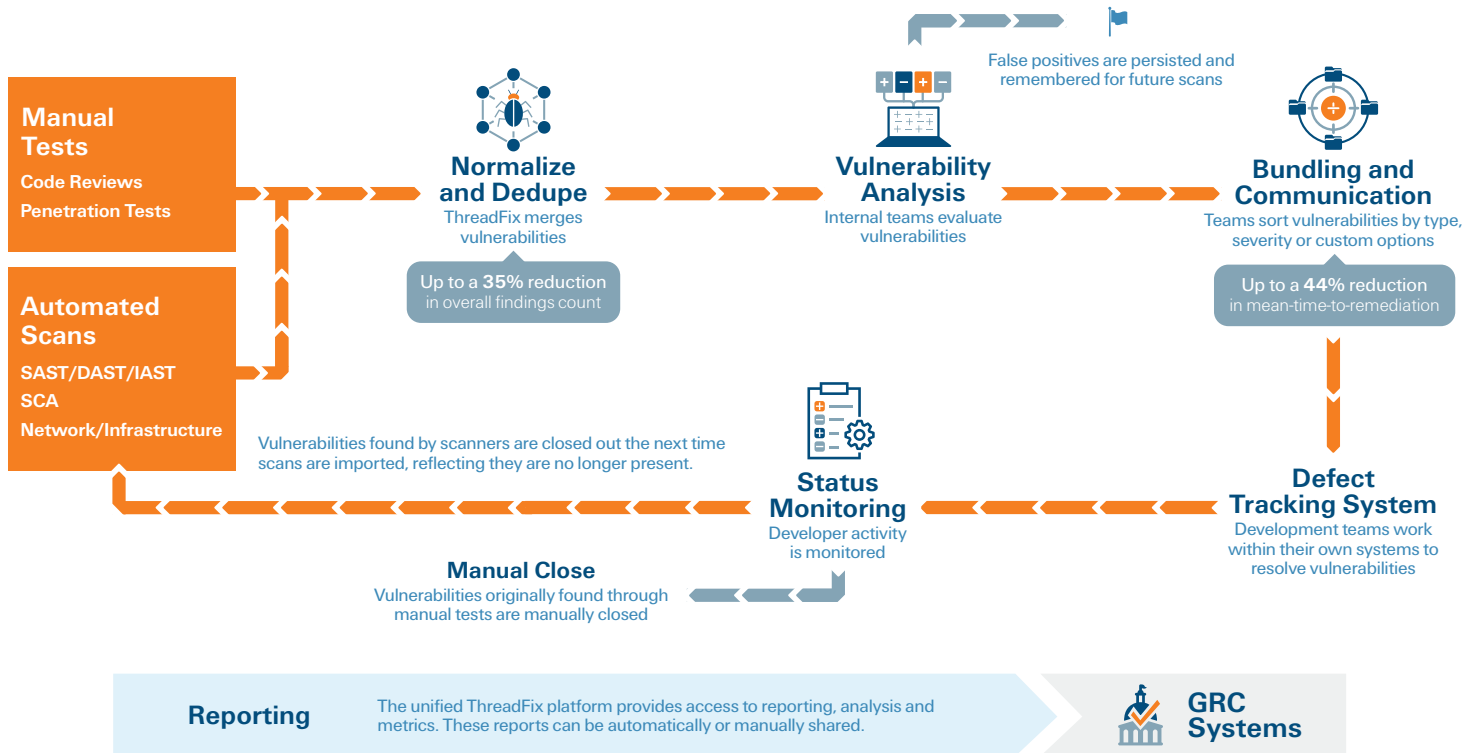 False positives are persisted and
remembered for future scans
Manual
Tests
Code Reviews
Penetration Tests
Automated
Scans
SAST/DAST/IAST
SCA
Network/Infrastructure
Normalize
and Dedupe
ThreadFix merges
vulnerabilities
Up to a 35% reduction
in overall findings count
Vulnerability
Analysis
Internal teams evaluate
vulnerabilities
Bundling and
Communication
Teams sort vulnerabilities by type,
severity or custom options
Up to a 44% reduction
in mean-time-to-remediation
Defect
Tracking System
Development teams work
within their own systems to
resolve vulnerabilities
Status
Monitoring
Developer activity
is monitored
Vulnerabilities found by scanners are closed out the next time
scans are imported, reflecting they are no longer present.
Manual Close
Vulnerabilities originally found through
manual tests are manually closed
Reporting
The unified ThreadFix platform provides access to reporting, analysis and
metrics. These reports can be automatically or manually shared.
GRC
Systems